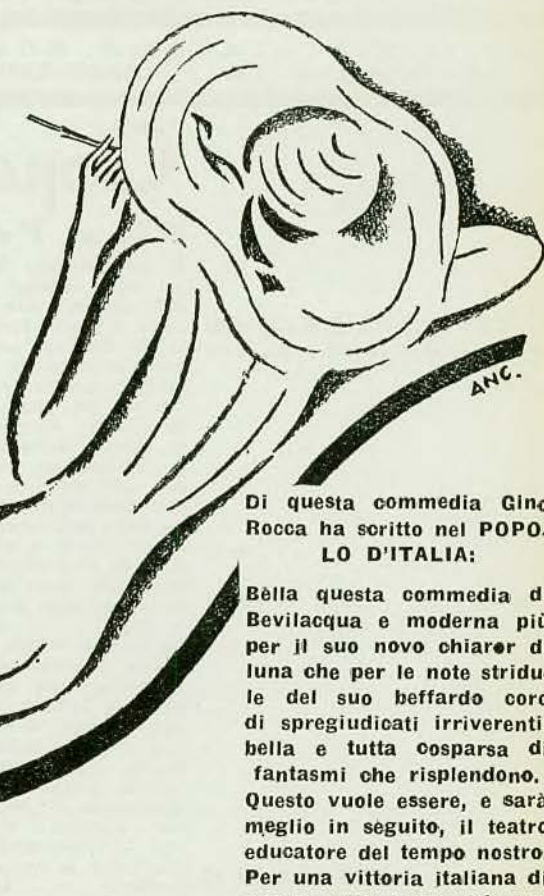 ANC.
Di questa commedia Gino
Rocca ha scritto nel POPO-
LO D'ITALIA:
Bèlla questa commedia di
Bevilacqua e moderna più
per il suo novo chiaror di
luna che per le note stridu-
le del suo beffardo coro
di spregiudicati irriverenti
bella e tutta cosparsa di
fantasmi che risplendono.
Questo vuole essere, e sarà
meglio in sèguito, il teatro
educatore del tempo nostro.
Per una vittoria italiana di